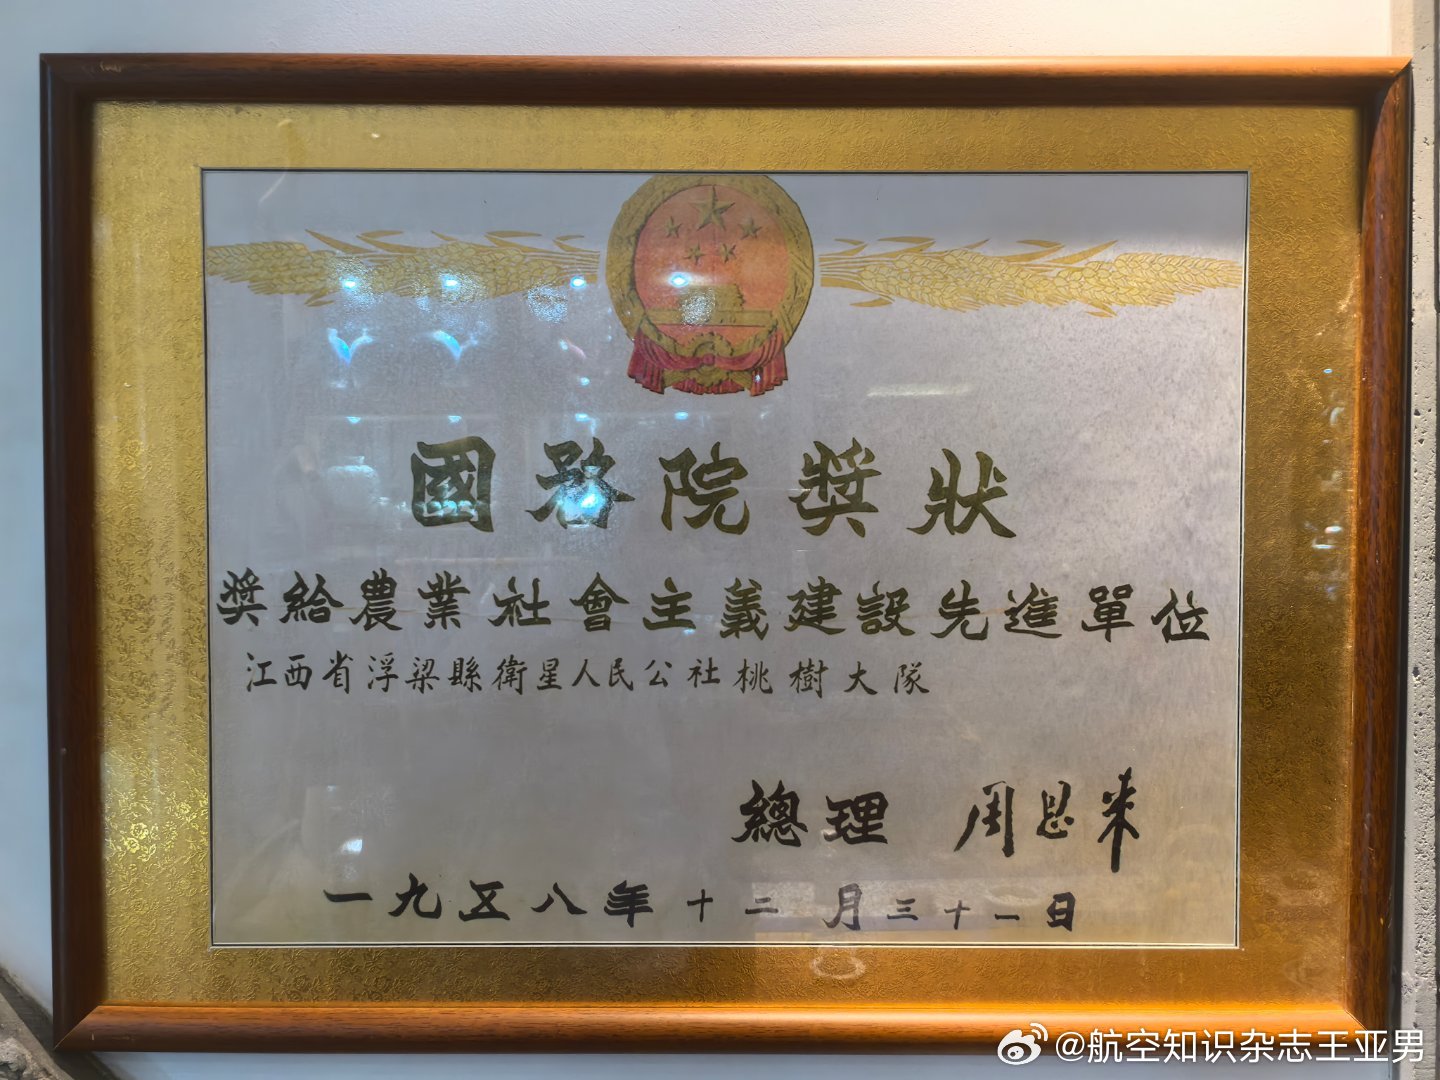 國务院奬狀
奬給農業社會主義建設先進單位
江西省浮梁縣衛星人民公社桃樹大隊
總理 周恩来
一九五八年十二月三十一日
@航空知识杂志王亚男